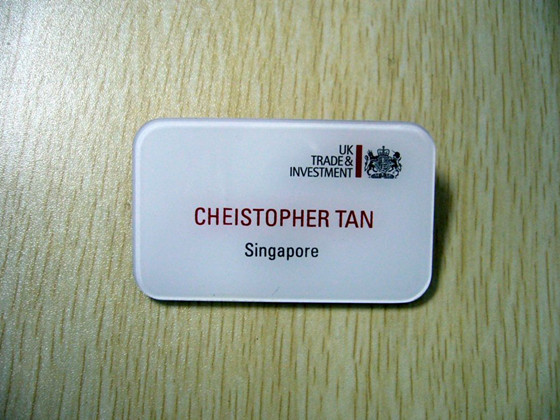 UK
TRADE &
INVESTMENT
CHEISTOPHER TAN
Singapore